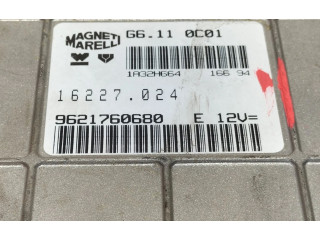 MAGNETI MARELLI G6.11 0C01
1A32H664 166 94
16227.024
9621760680 E 12V=